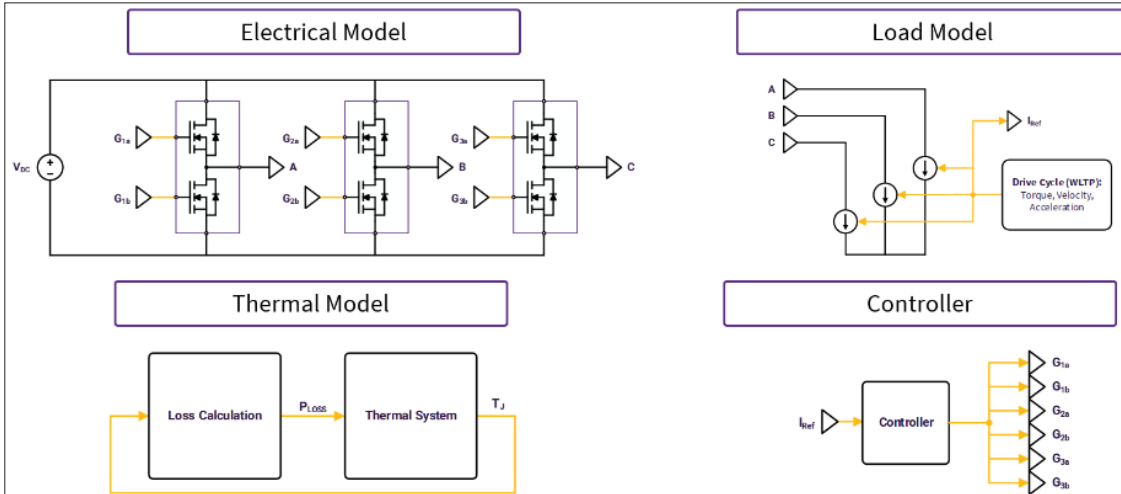 Electrical Model
Load Model
G1a
G2a
G3a
VDC
A
B
C
G1b
G2b
G3b
A
B
C
IRef
Drive Cycle (WLTP):
Torque, Velocity,
Acceleration
Thermal Model
Controller
Loss Calculation
PLOSS
Thermal System
TJ
IRef
Controller
G1a
G1b
G2a
G2b
G3a
G3b